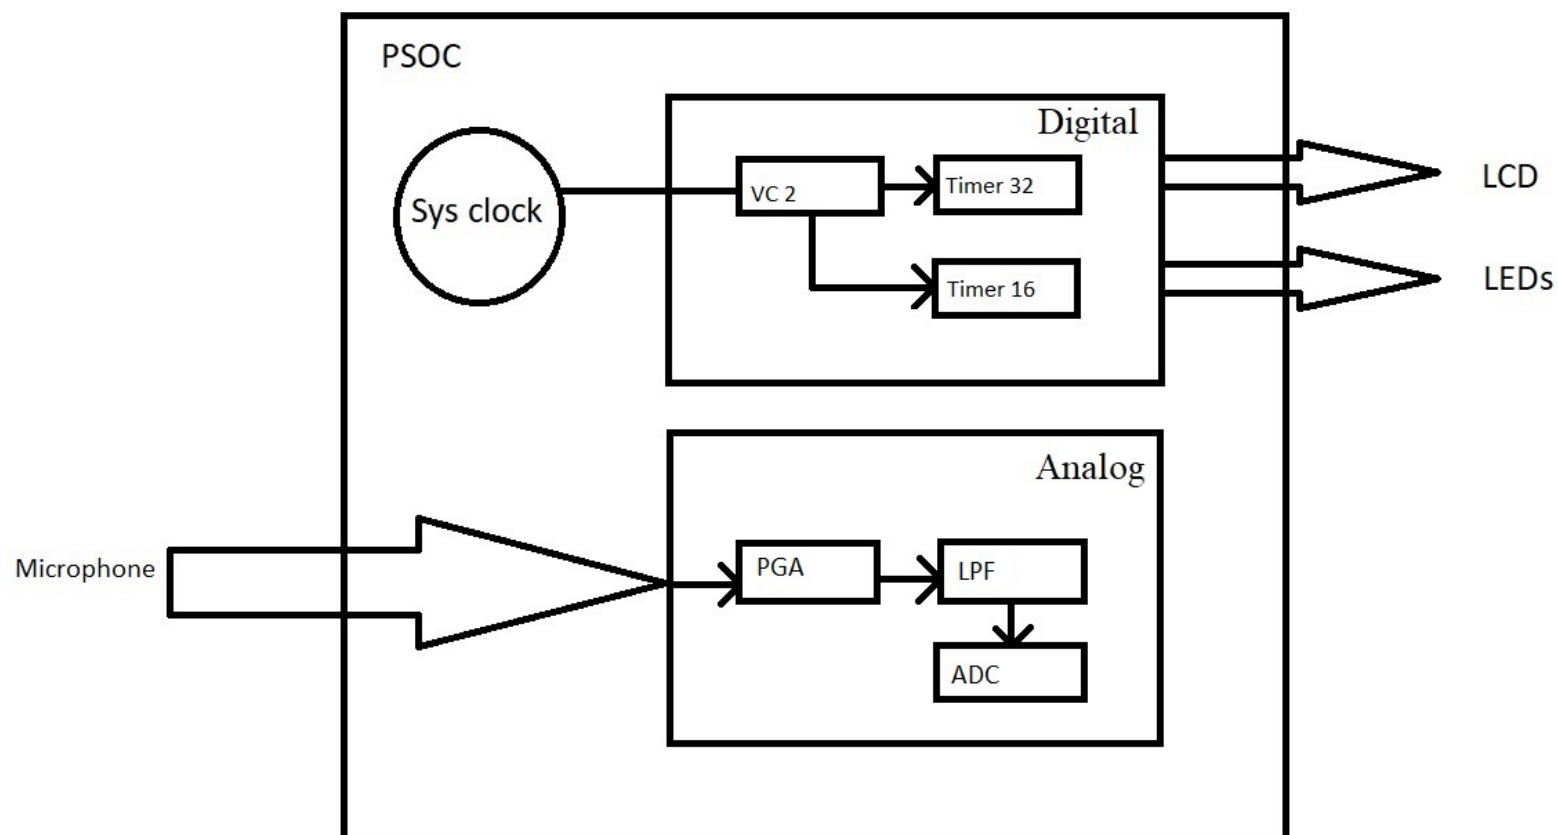 PSOC
Digital
Sys clock
VC 2
Timer 32
LCD
Timer 16
LEDs
Analog
Microphone
PGA
LPF
ADC